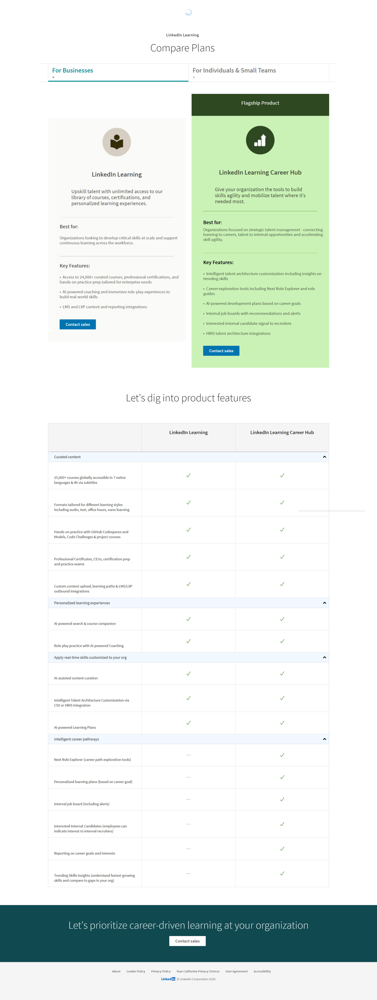 LinkedIn Learning
Compare Plans
For Businesses
↓
For Individuals & Small Teams
↓
LinkedIn Learning
Upskill talent with unlimited access to our
library of courses, certifications, and
personalized learning experiences.
Best for:
Organizations looking to develop critical skills at scale and support
continuous learning across the workforce.
Key Features:
• Access to 24,000+ curated courses, professional certifications, and
hands-on practice prep tailored for enterprise needs
• AI-powered coaching and immersive role-play experiences to
build real-world skills
• LMS and LXP content and reporting integrations
Contact sales
Flagship Product
LinkedIn Learning Career Hub
Give your organization the tools to build
skills agility and mobilize talent where it's
needed most.
Best for:
Organizations focused on strategic talent management - connecting
learning to careers, talent to internal opportunities and accelerating
skill agility.
Key Features:
• Intelligent talent architecture customization including insights on
trending skills
• Career exploration tools including Next Role Explorer and role
guides
• AI-powered development plans based on career goals
• Internal job boards with recommendations and alerts
• Interested internal candidate signal to recruiters
• HRIS talent architecture integrations
Contact sales
Let's dig into product features
LinkedIn Learning
LinkedIn Learning Career Hub
Curated content
25,000+ courses globally accessible in 7 native
languages & 46 via subtitles
Formats tailored for different learning styles
including audio, text, office hours, nano learning
Hands-on practice with GitHub Codespaces and
Models, Code Challenges & project courses
Professional Certificates, CEUs, certification prep
and practice exams
Custom content upload, learning paths & LMS/LXP
outbound integrations
Personalized learning experiences
AI-powered search & course companion
Role play practice with AI-powered Coaching
Apply real-time skills customized to your org
AI-assisted content curation
Intelligent Talent Architecture Customization via
CSV or HRIS Integration
AI-powered Learning Plans
Intelligent career pathways
Next Role Explorer (career path exploration tools)
Personalized learning plans (based on career goal)
Internal job board (including alerts)
Interested Internal Candidates (employees can
indicate interest to internal recruiters)
Reporting on career goals and interests
Trending Skills Insights (understand fastest-growing
skills and compare to gaps in your org)
Let's prioritize career-driven learning at your organization
Contact sales
About Cookie Policy Privacy Policy Your California Privacy Choices User Agreement Accessibility
LinkedIn © LinkedIn Corporation 2026